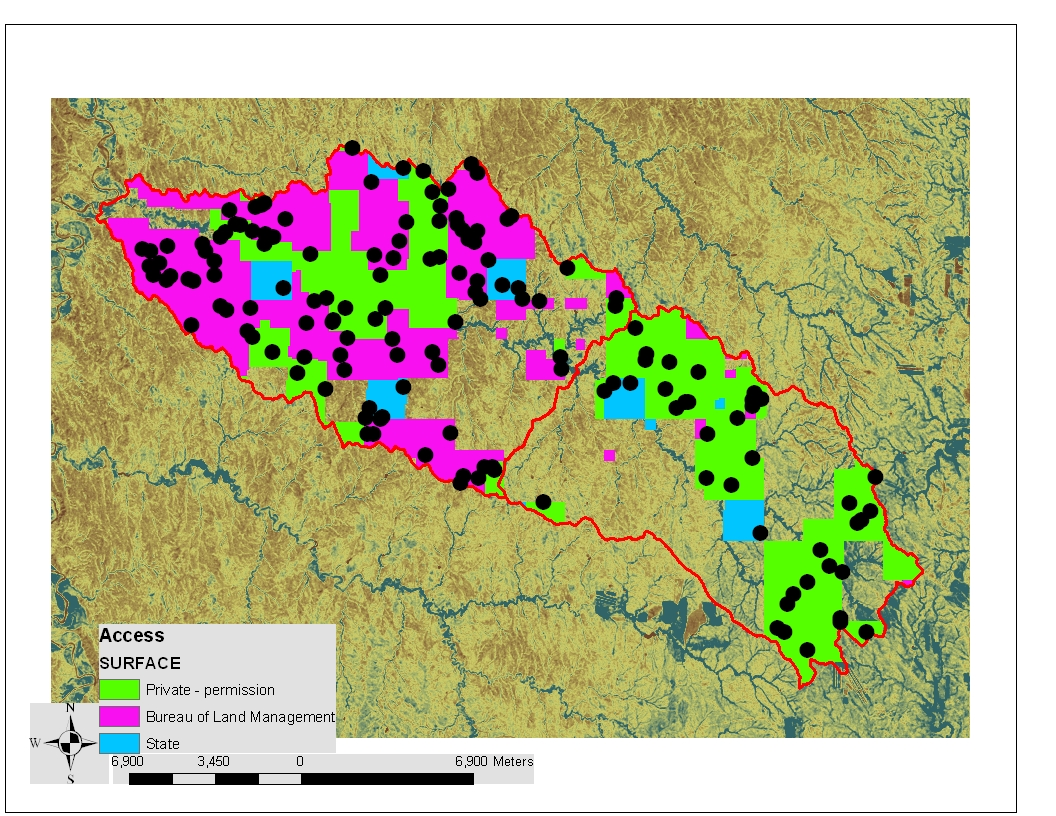 Access
SURFACE
Private - permission
Bureau of Land Management
State
N
W
S
6,900 3,450 0 6,900 Meters